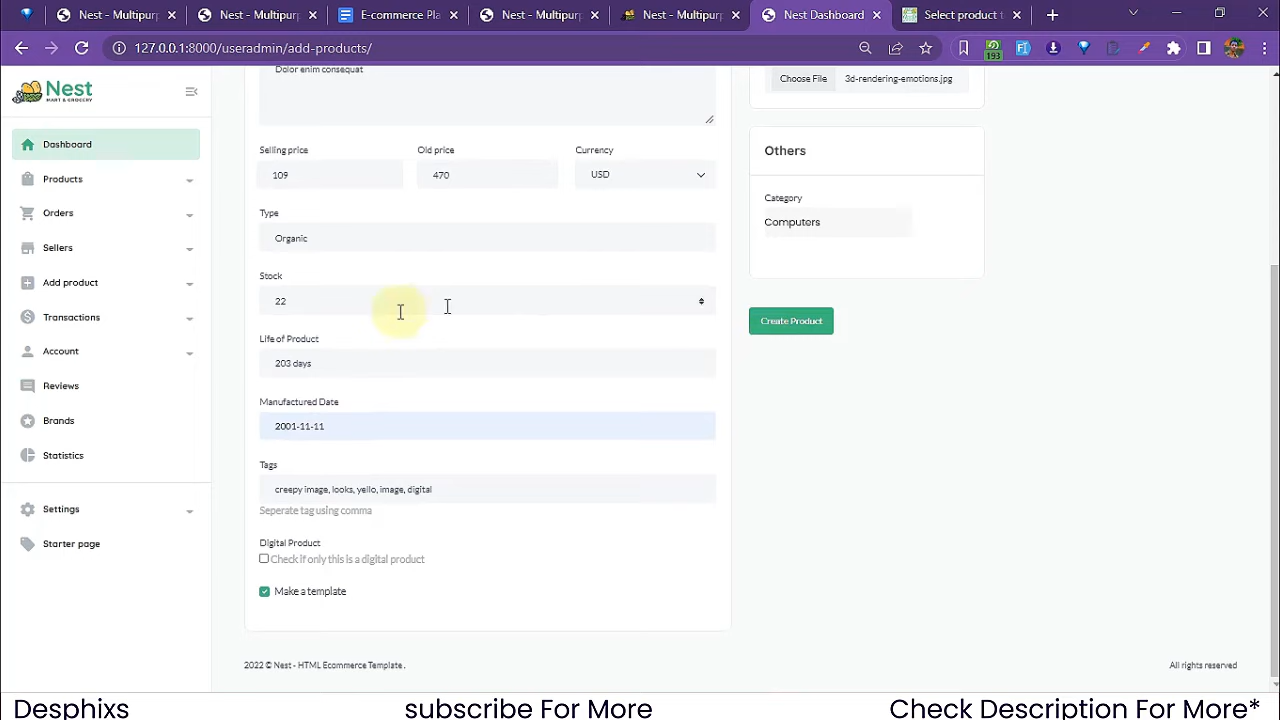 Nest - Multipurp
Nest - Multipurp
E-commerce Pla
Nest - Multipurp
Nest - Multipurp
Nest Dashboard
Select product t
127.0.0.1:8000/useradmin/add-products/
193
Nest
MART & GROCERY
Dashboard
Products
Orders
Sellers
Add product
Transactions
Account
Reviews
Brands
Statistics
Settings
Starter page
Dolor enim consequat
Selling price
Old price
Currency
109
470
USD
Type
Organic
Stock
22
Life of Product
203 days
Manufactured Date
2001-11-11
Tags
creepy image, looks, yello, image, digital
Seperate tag using comma
Digital Product
Check if only this is a digital product
Make a template
Choose File 3d-rendering-emotions.jpg
Others
Category
Computers
Create Product
2022 © Nest - HTML Ecommerce Template .
All rights reserved
Desphixs
subscribe For More
Check Description For More*